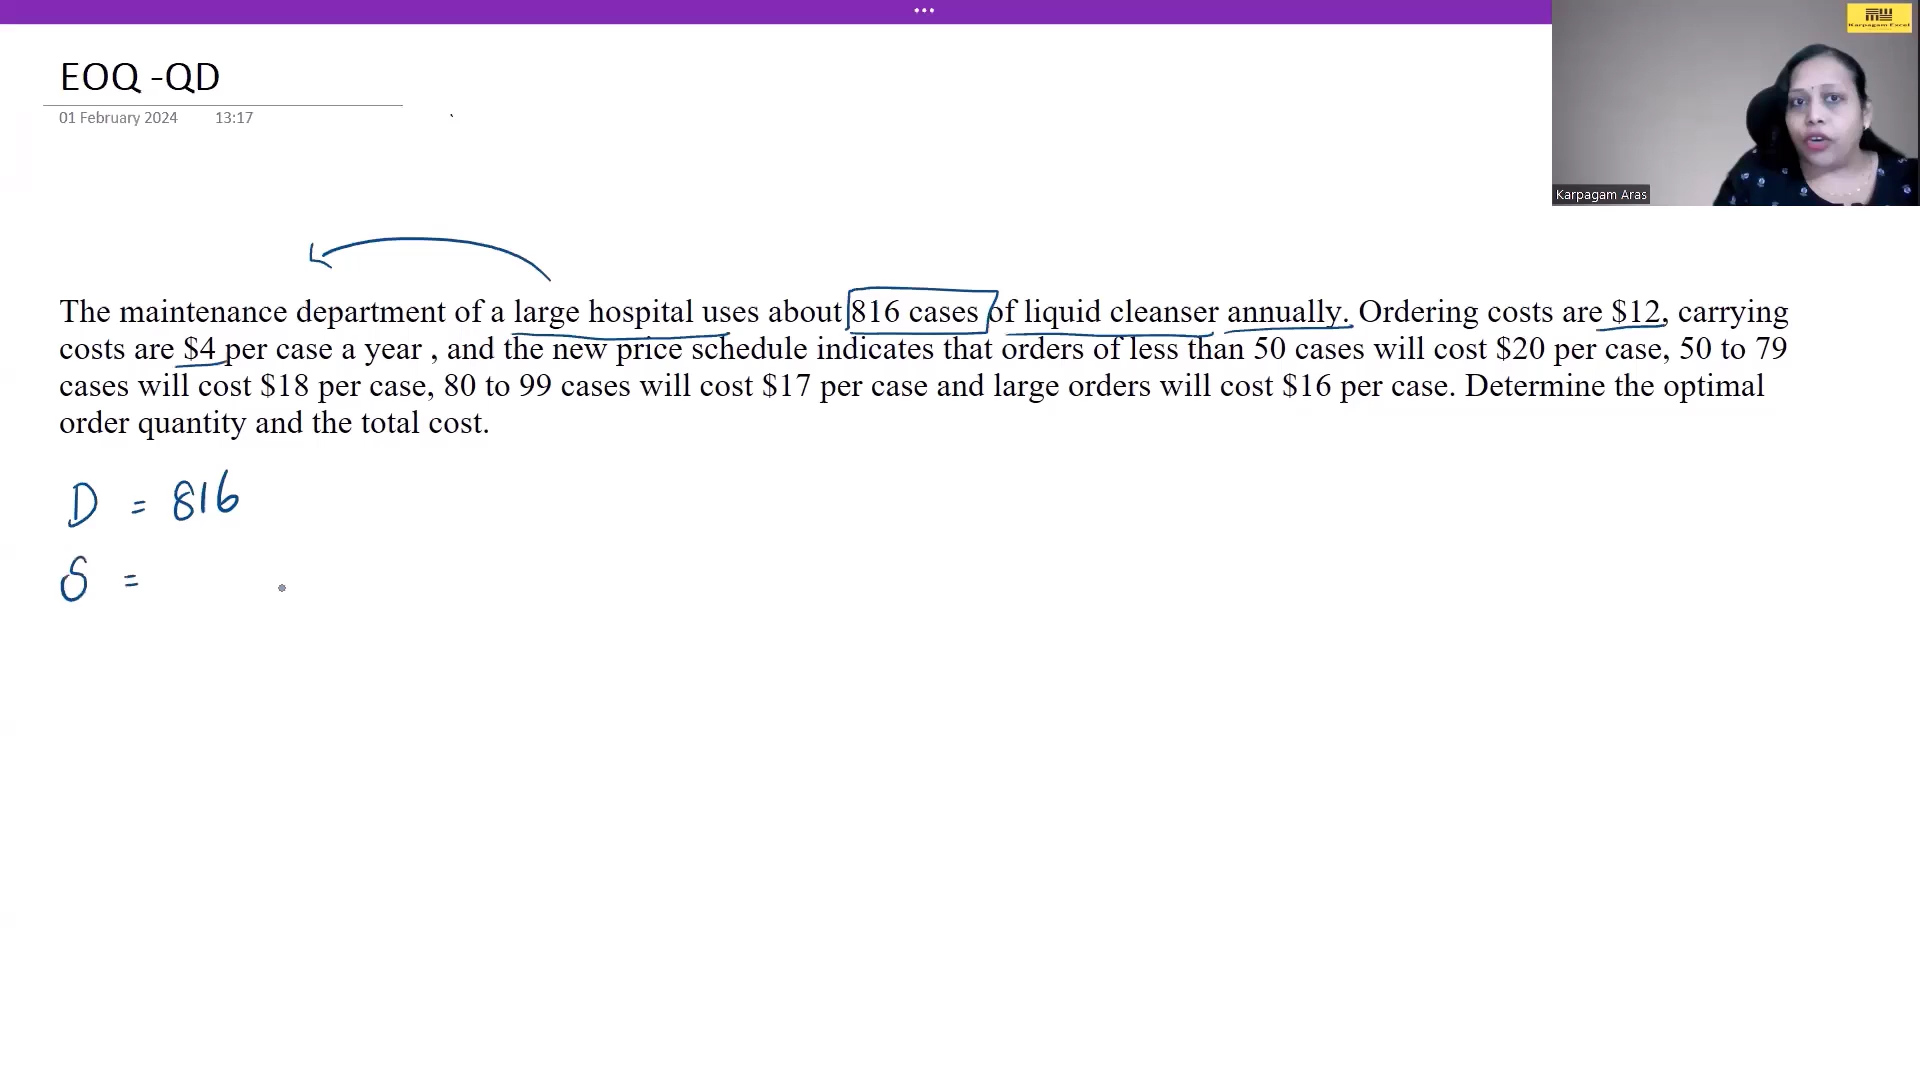 EOQ -QD
01 February 2024 13:17
Karpagam Excel
Karpagam Aras
The maintenance department of a large hospital uses about 816 cases of liquid cleanser annually. Ordering costs are $12, carrying
costs are $4 per case a year , and the new price schedule indicates that orders of less than 50 cases will cost $20 per case, 50 to 79
cases will cost $18 per case, 80 to 99 cases will cost $17 per case and large orders will cost $16 per case. Determine the optimal
order quantity and the total cost.
D = 816
S =